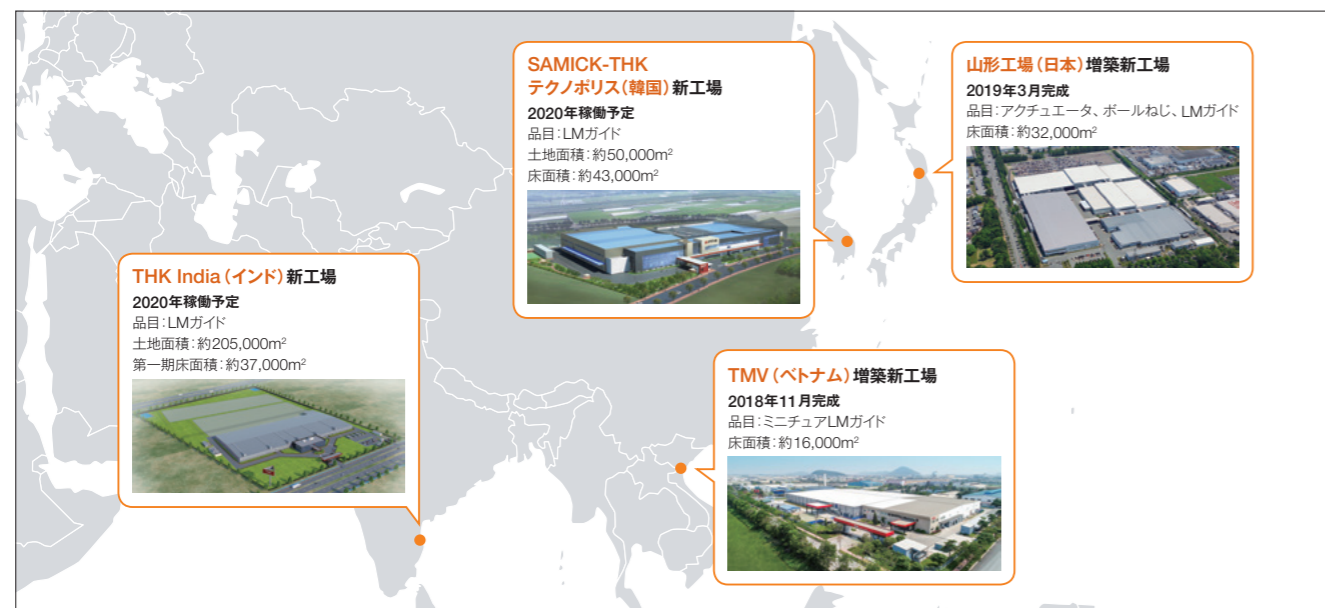 SAMICK-THK
テクノポリス(韓国)新工場
2020年稼働予定
品目:LMガイド
土地面積:約50,000m²
床面積:約43,000m²
山形工場(日本)増築新工場
2019年3月完成
品目:アクチュエータ、ボールねじ、LMガイド
床面積:約32,000m²
THK India(インド)新工場
2020年稼働予定
品目:LMガイド
土地面積:約205,000m²
第一期床面積:約37,000m²
TMV(ベトナム)増築新工場
2018年11月完成
品目:ミニチュアLMガイド
床面積:約16,000m²